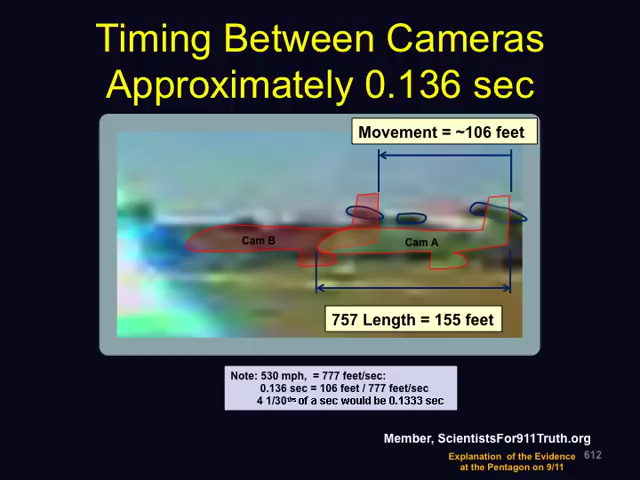 Timing Between Cameras
Approximately 0.136 sec
Movement = ~106 feet
Cam B
Cam A
757 Length = 155 feet
Note: 530 mph, = 777 feet/sec:
0.136 sec = 106 feet / 777 feet/sec
4 1/30ths of a sec would be 0.1333 sec
Member, ScientistsFor911Truth.org
Explanation of the Evidence
at the Pentagon on 9/11
612